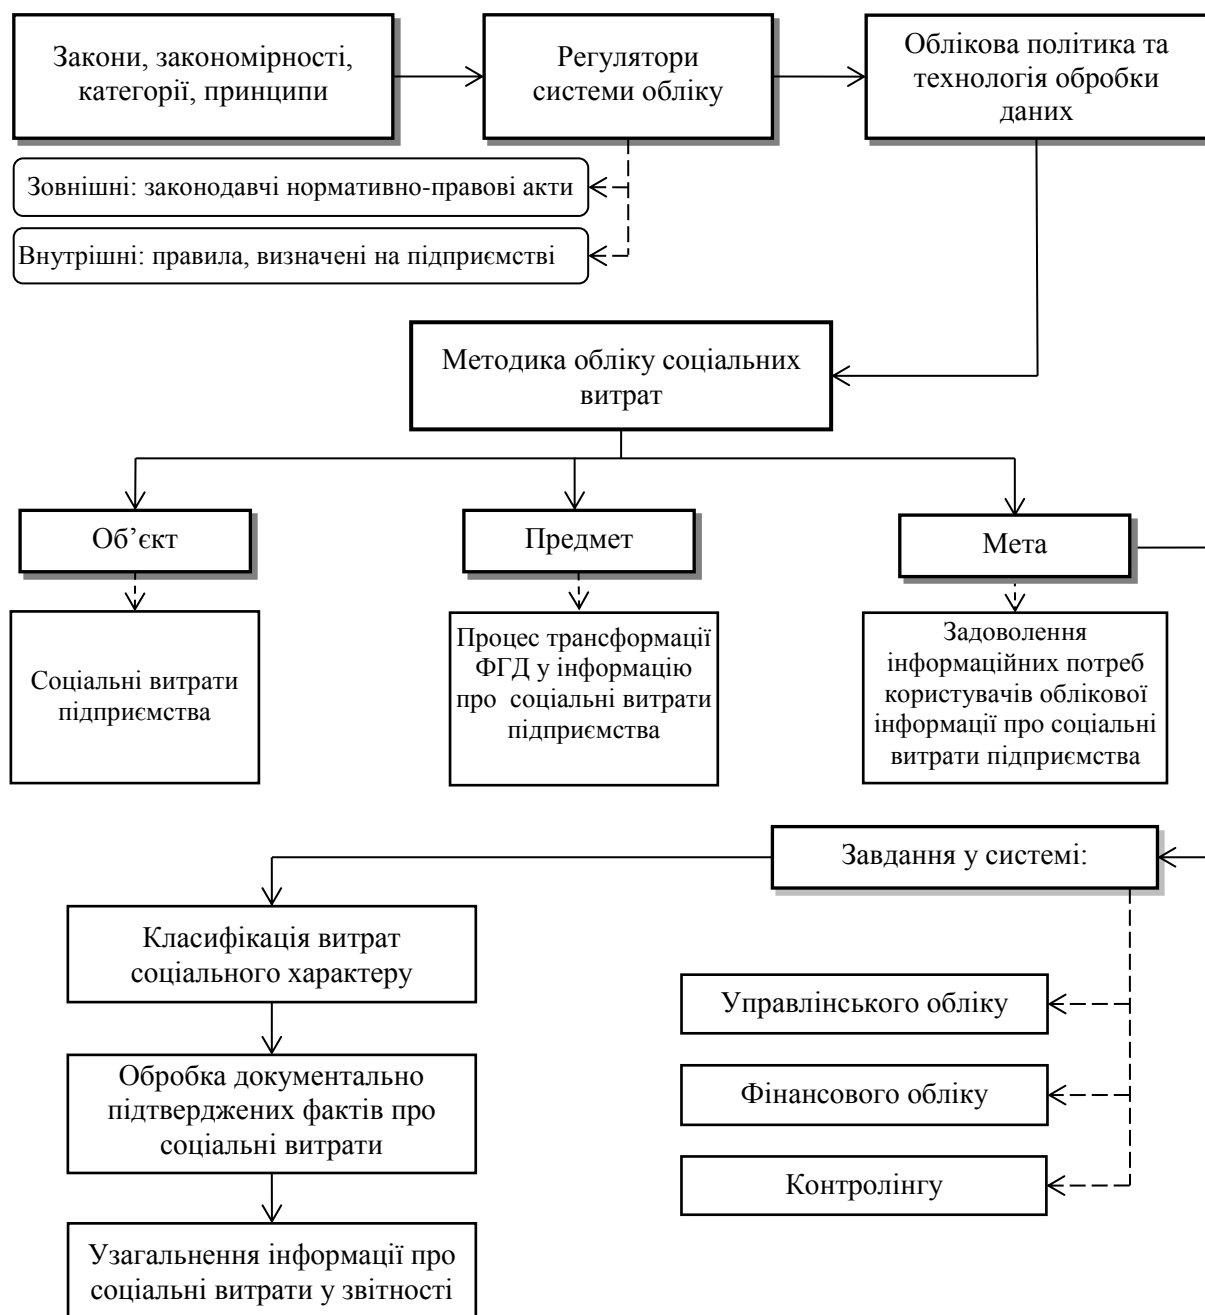 Закони, закономірності,
категорії, принципи
Регулятори
системи обліку
Облікова політика та
технологія обробки
даних
Зовнішні: законодавчі нормативно-правові акти
Внутрішні: правила, визначені на підприємстві
Методика обліку соціальних
витрат
Об’єкт
Предмет
Мета
Соціальні витрати
підприємства
Процес трансформації
ФГД у інформацію
про соціальні витрати
підприємства
Задоволення
інформаційних потреб
користувачів облікової
інформації про соціальні
витрати підприємства
Завдання у системі:
Класифікація витрат
соціального характеру
Обробка документально
підтверджених фактів про
соціальні витрати
Узагальнення інформації про
соціальні витрати у звітності
Управлінського обліку
Фінансового обліку
Контролінгу